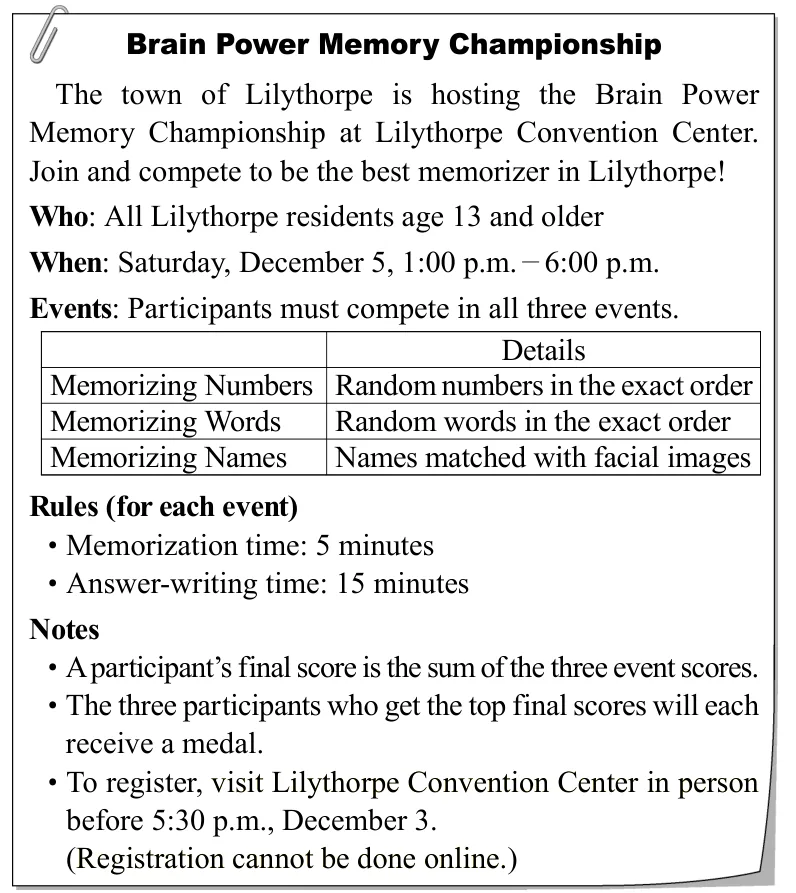 Brain Power Memory Championship
The town of Lilythorpe is hosting the Brain Power
Memory Championship at Lilythorpe Convention Center.
Join and compete to be the best memorizer in Lilythorpe!
Who: All Lilythorpe residents age 13 and older
When: Saturday, December 5, 1:00 p.m.－6:00 p.m.
Events: Participants must compete in all three events.
Details
Memorizing Numbers Random numbers in the exact order
Memorizing Words Random words in the exact order
Memorizing Names Names matched with facial images
Rules (for each event)
• Memorization time: 5 minutes
• Answer-writing time: 15 minutes
Notes
• A participant's final score is the sum of the three event scores.
• The three participants who get the top final scores will each
receive a medal.
• To register, visit Lilythorpe Convention Center in person
before 5:30 p.m., December 3.
(Registration cannot be done online.)